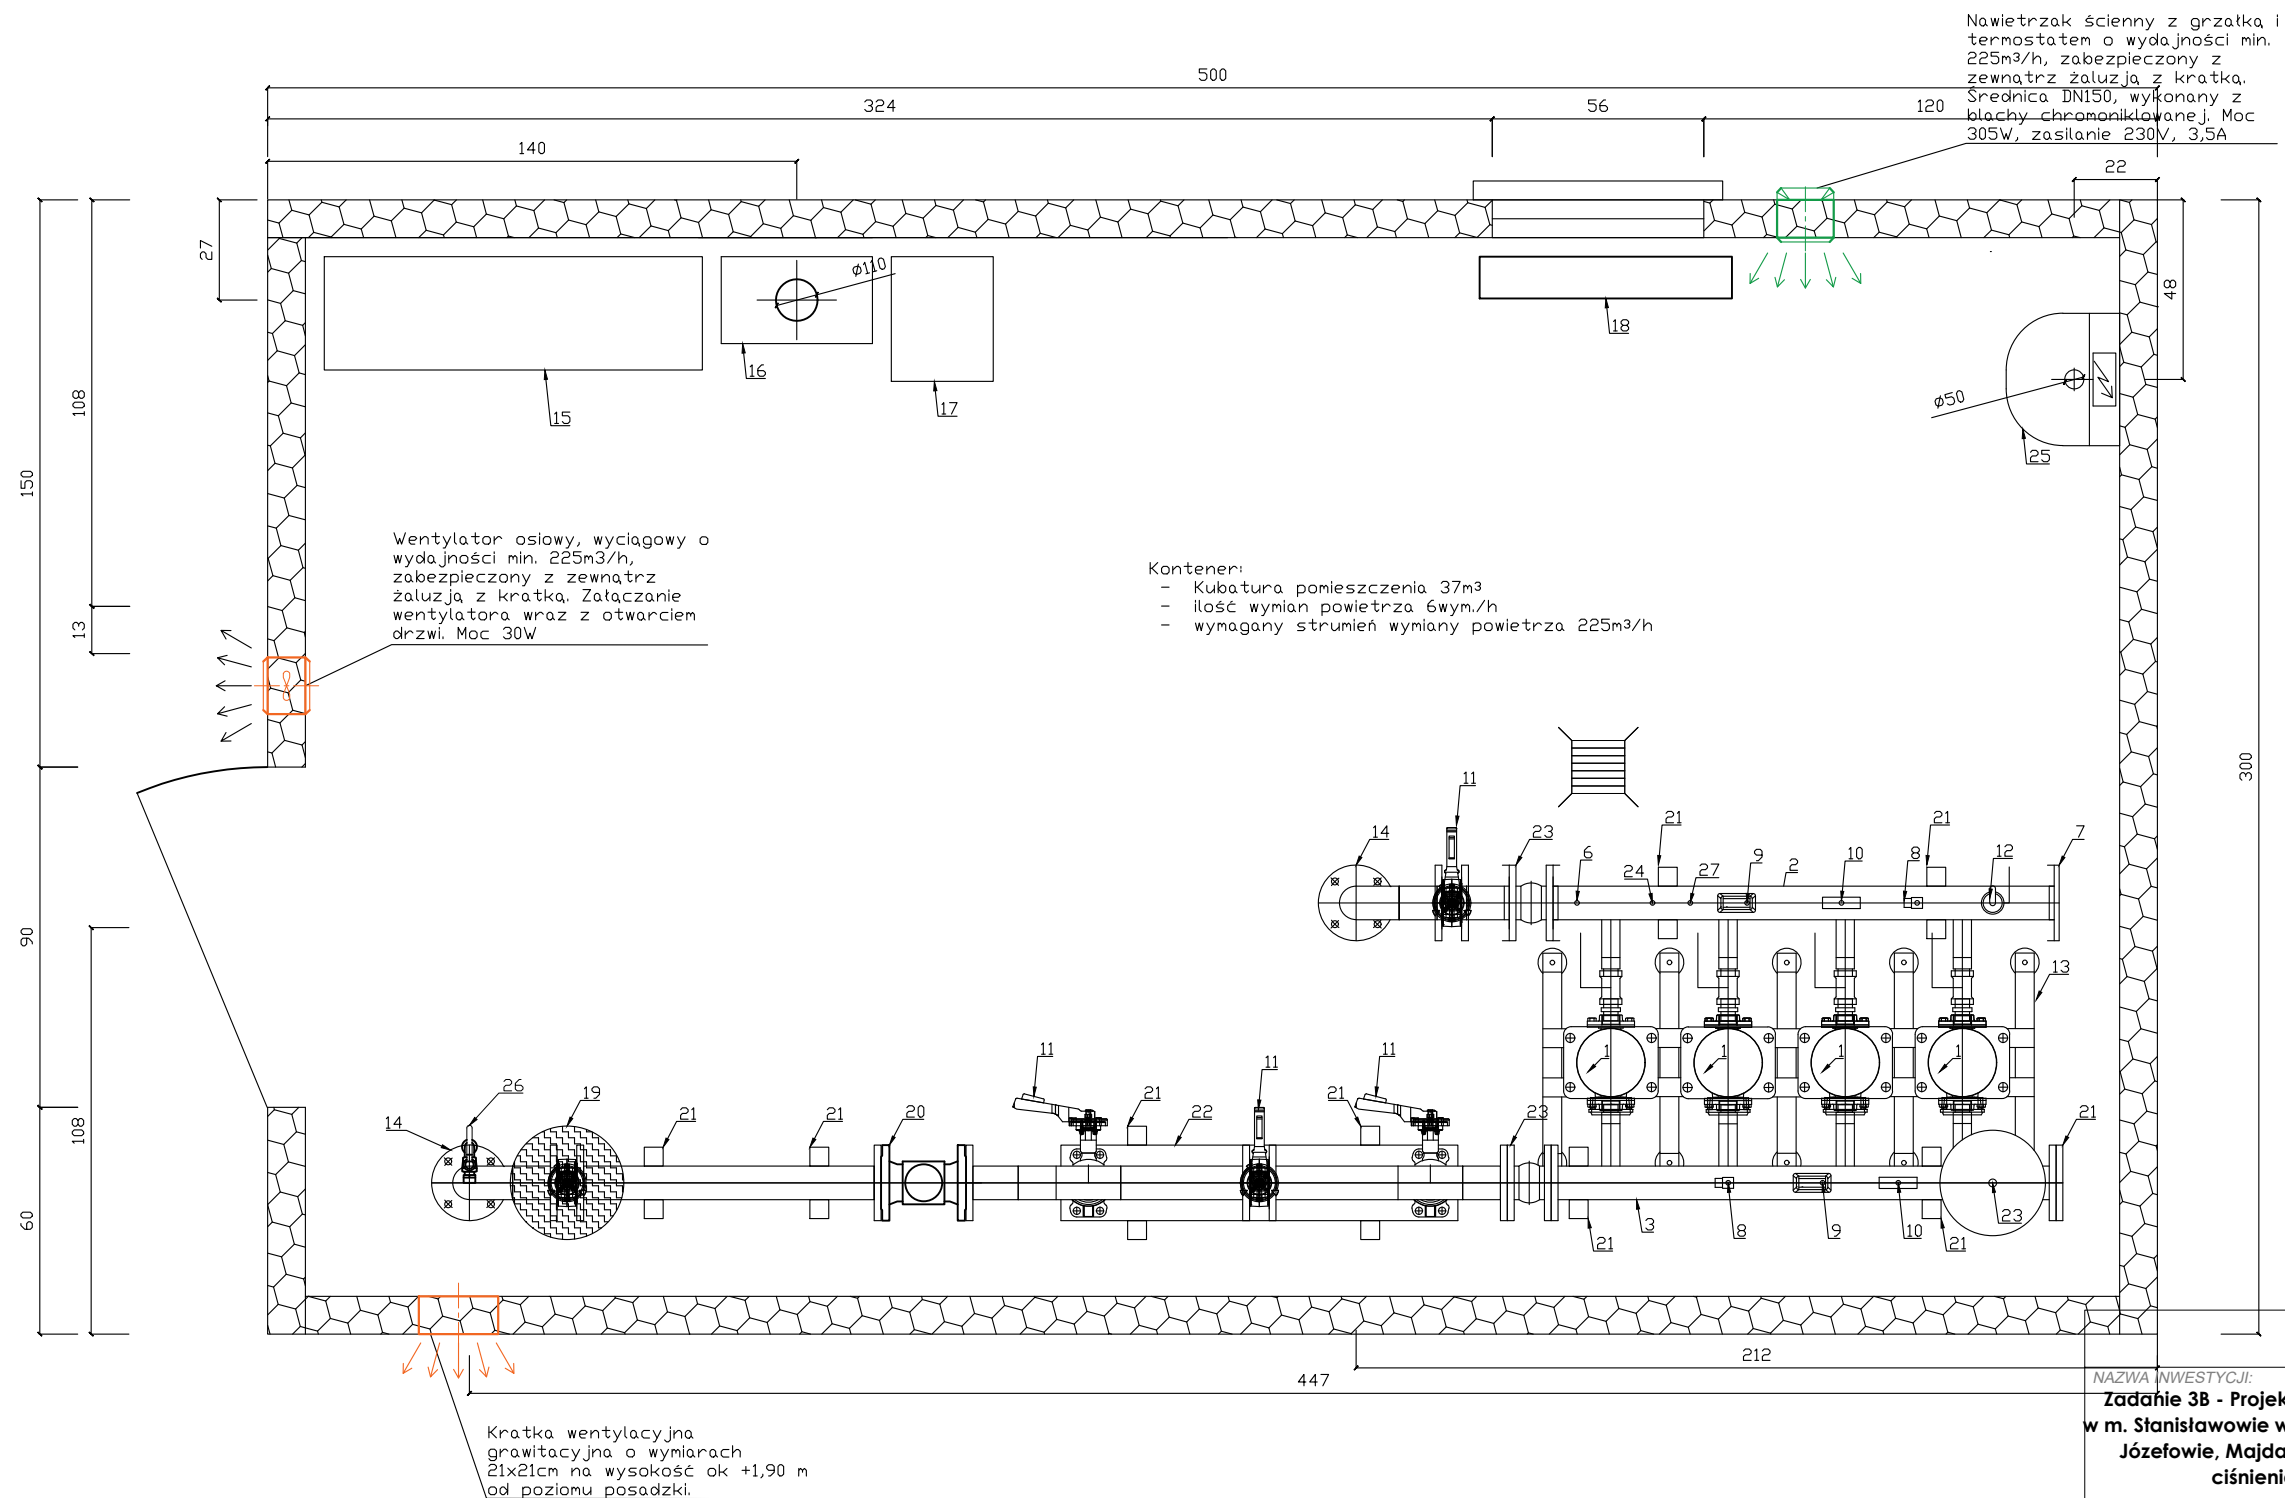 Nawietrzak ścienny z grzałką i
termostatem o wydajności min.
225m³/h, zabezpieczony z
zewnątrz żaluzją z kratką.
Średnica DN150, wykonany z
blachy chromoniklowanej. Moc
305W, zasilanie 230V, 3,5A
500
324
56
120
140
22
27
48
ø110
18
16
17
15
ø50
25
108
150
13
300
Wentylator osiowy, wyciągowy o
wydajności min. 225m3/h,
zabezpieczony z zewnątrz
żaluzją z kratką. Załączanie
wentylatora wraz z otwarciem
drzwi. Moc 30W
Kontener:
- Kubatura pomieszczenia 37m³
- ilość wymian powietrza 6wym./h
- wymagany strumień wymiany powietrza 225m³/h
11
14
23
6
21
24
27
9
2
10
8
21
12
7
13
90
1
1
1
1
108
60
14
26
19
21
21
20
11
21
22
11
21
11
23
21
21
3
8
9
10
21
23
212
447
Kratka wentylacyjna
grawitacyjna o wymiarach
21x21cm na wysokość ok +1,90 m
od poziomu posadzki.
NAZWA INWESTYCJI:
Zadanie 3B - Projek
w m. Stanisławowie w
Józefowie, Majda
ciśnieni